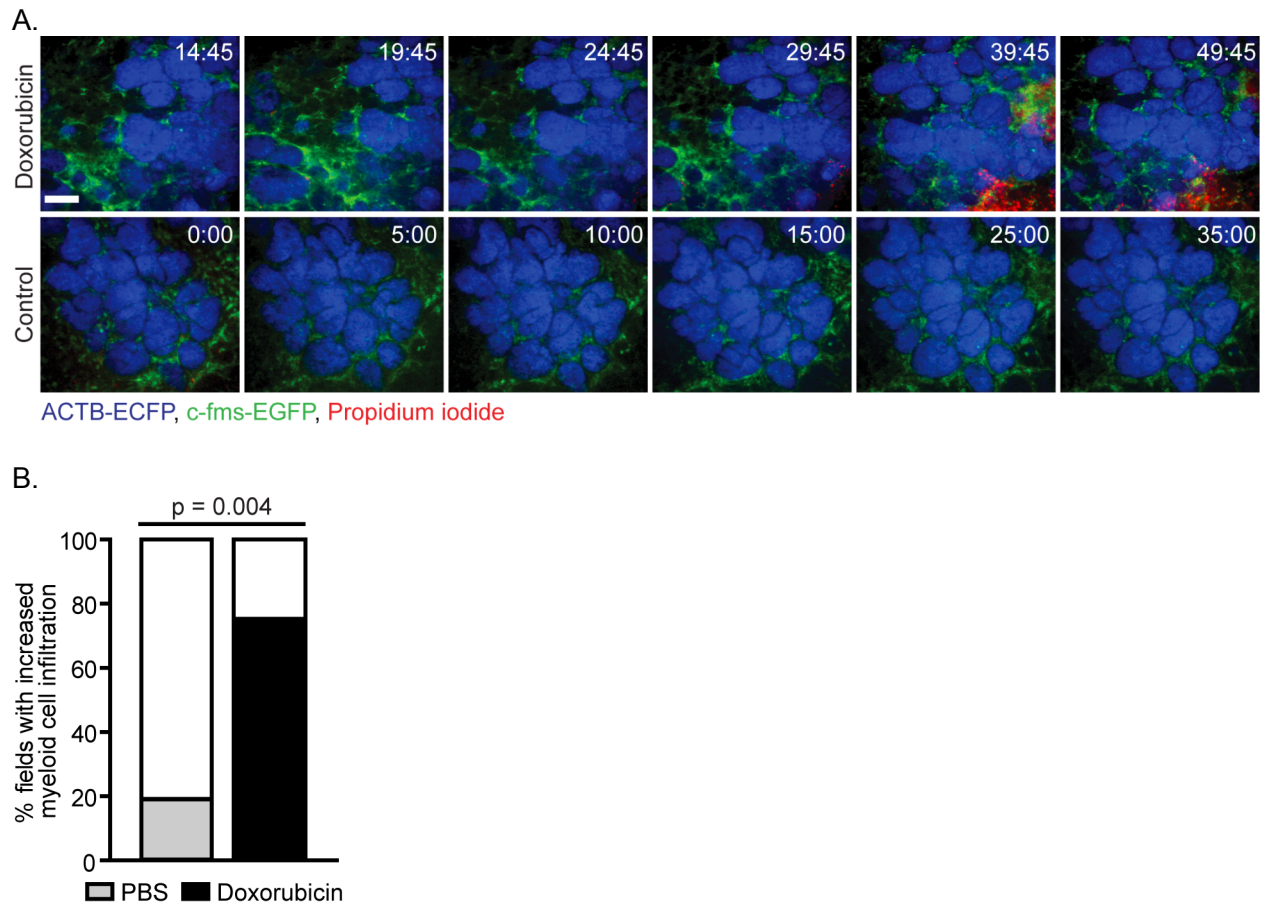 A.
Doxorubicin
14:45 19:45 24:45 29:45 39:45 49:45
Control
0:00 5:00 10:00 15:00 25:00 35:00
ACTB-ECFP, c-fms-EGFP, Propidium iodide
B.
p = 0.004
% fields with increased
myeloid cell infiltration
100
80
60
40
20
0
PBS Doxorubicin